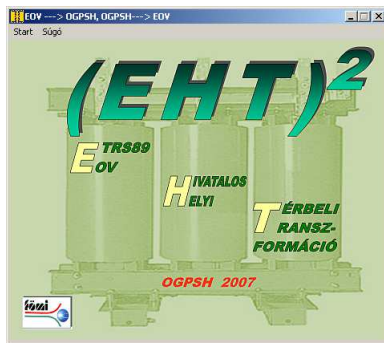 EOV ---> OGPSH, OGPSH---> EOV
Start Súgó
(EHT)²
ETRS89
EOV
HIVATALOS
HELYI
TÉRBELI
TRANSZ-
FORMÁCIÓ
OGPSH 2007
fömi